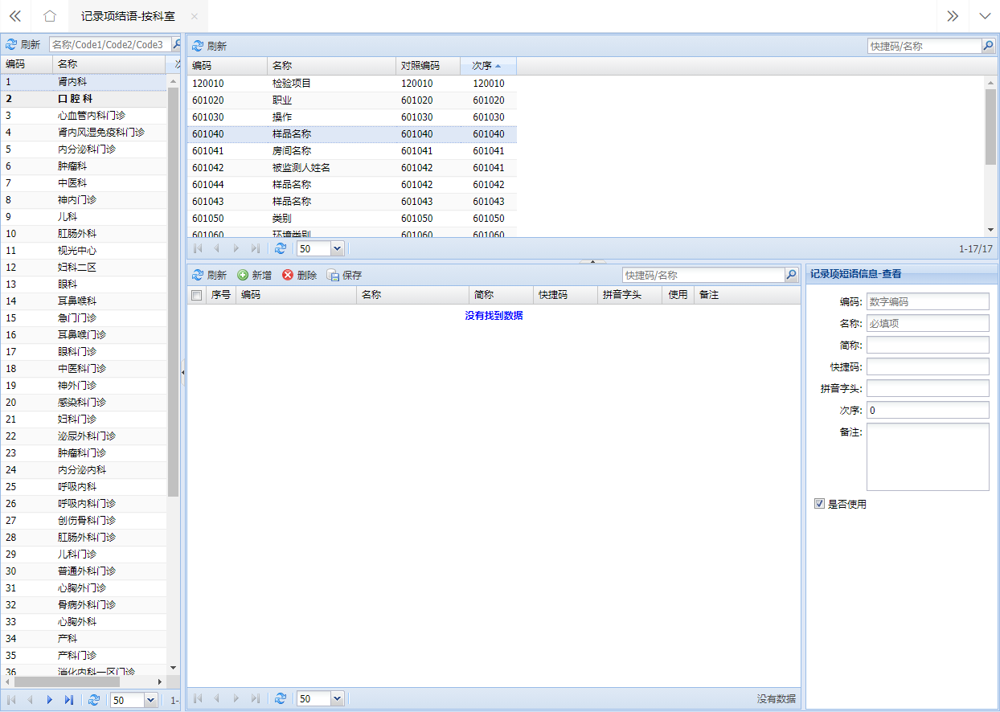 记录项结语-按科室
刷新 名称/Code1/Code2/Code3
编码 名称
1 肾内科
2 口腔科
3 心血管内科门诊
4 肾内风湿免疫科门诊
5 内分泌科门诊
6 肿瘤科
7 中医科
8 神内门诊
9 儿科
10 肛肠外科
11 视光中心
12 妇科二区
13 眼科
14 耳鼻喉科
15 急门门诊
16 耳鼻喉门诊
17 眼科门诊
18 中医科门诊
19 神外门诊
20 感染科门诊
21 妇科门诊
22 泌尿外科门诊
23 肿瘤科门诊
24 内分泌内科
25 呼吸内科
26 呼吸内科门诊
27 创伤骨科门诊
28 肛肠外科门诊
29 儿科门诊
30 普通外科门诊
31 心胸外门诊
32 骨病外科门诊
33 心胸外科
34 产科
35 产科门诊
36 消化内科一区门诊
50 1-
刷新 快捷码/名称
编码 名称 对照编码 次序
120010 检验项目 120010 120010
601020 职业 601020 601020
601030 操作 601030 601030
601040 样品名称 601040 601040
601041 房间名称 601041 601041
601042 被监测人姓名 601042 601041
601044 样品名称 601042 601042
601043 样品名称 601043 601043
601050 类别 601050 601050
601060 环境类别 601060 601060
50 1-17/17
刷新 新增 删除 保存 快捷码/名称
序号 编码 名称 简称 快捷码 拼音字头 使用 备注
没有找到数据
50 没有数据
记录项短语信息-查看
编码: 数字编码
名称: 必填项
简称:
快捷码:
拼音字头:
次序: 0
备注:
是否使用